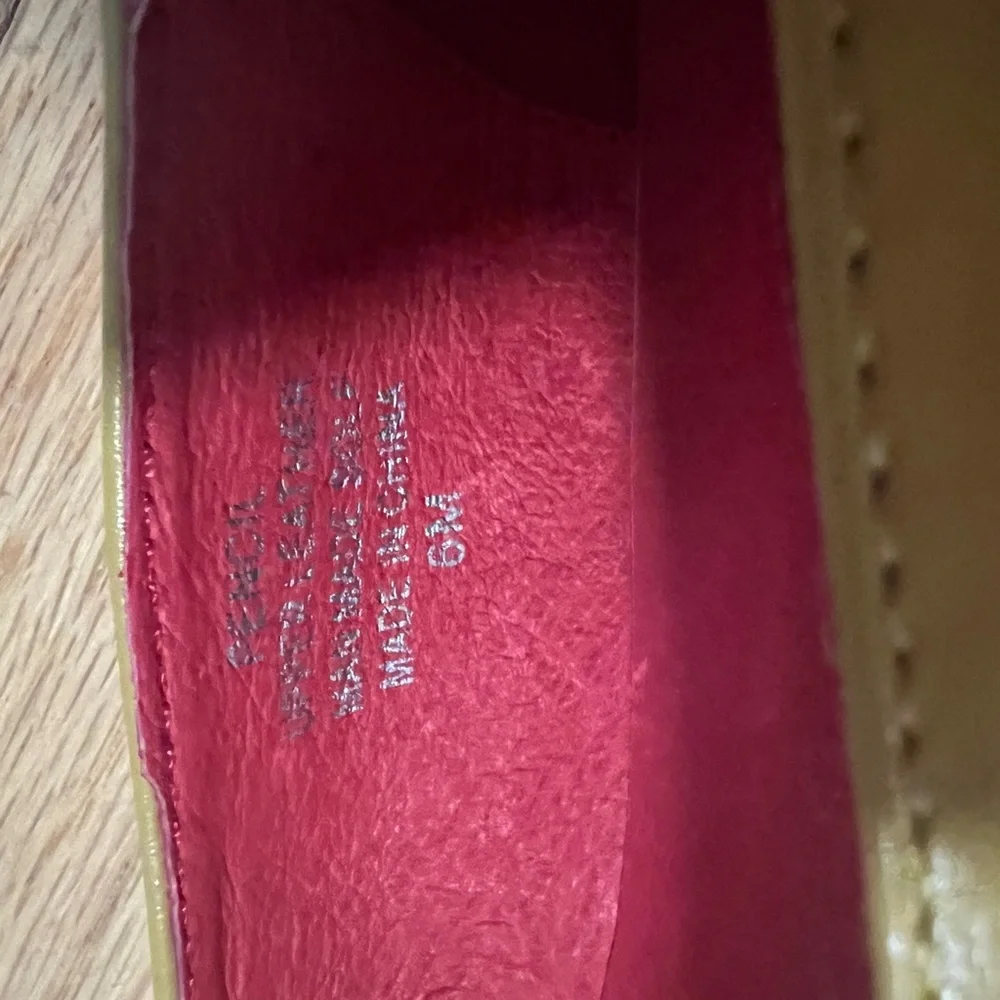 PENCIL
UPPER LEATHER
MAN MADE SOLE
MADE IN CHINA
6M